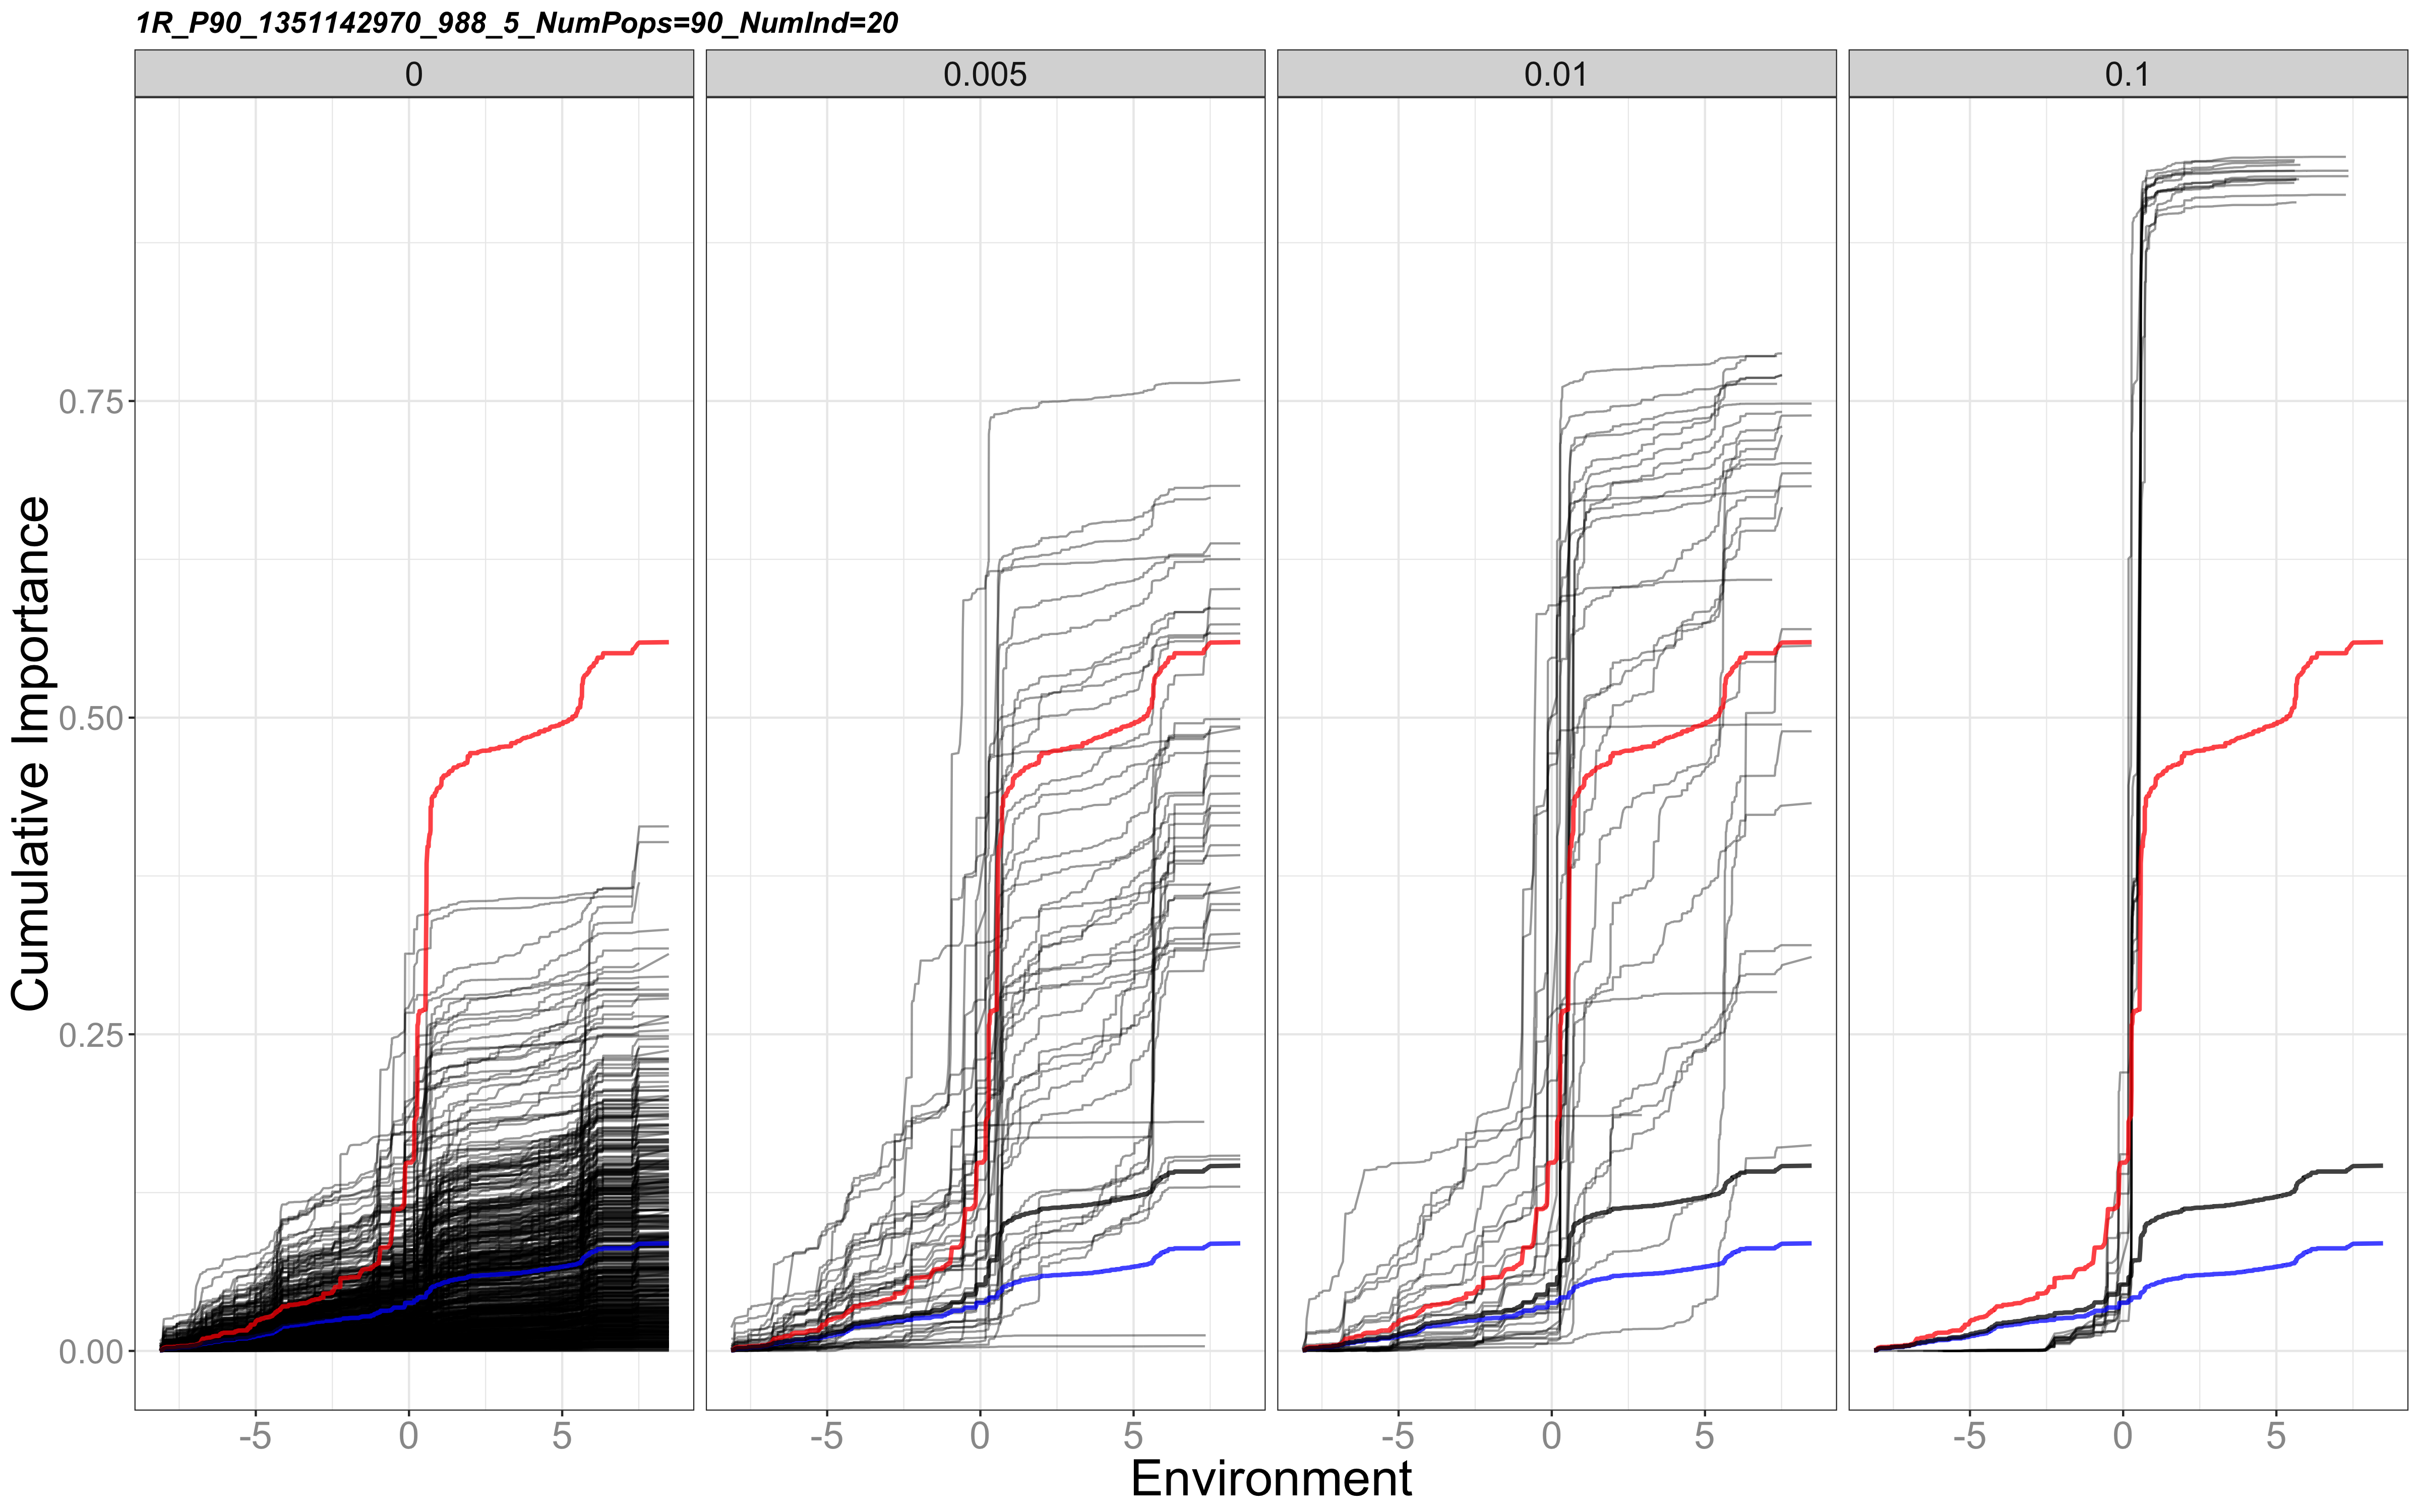 1R_P90_1351142970_988_5_NumPops=90_NumInd=20
0 0.005 0.01 0.1
Cumulative Importance
0.75
0.50
0.25
0.00
-5 0 5 -5 0 5 -5 0 5 -5 0 5
Environment